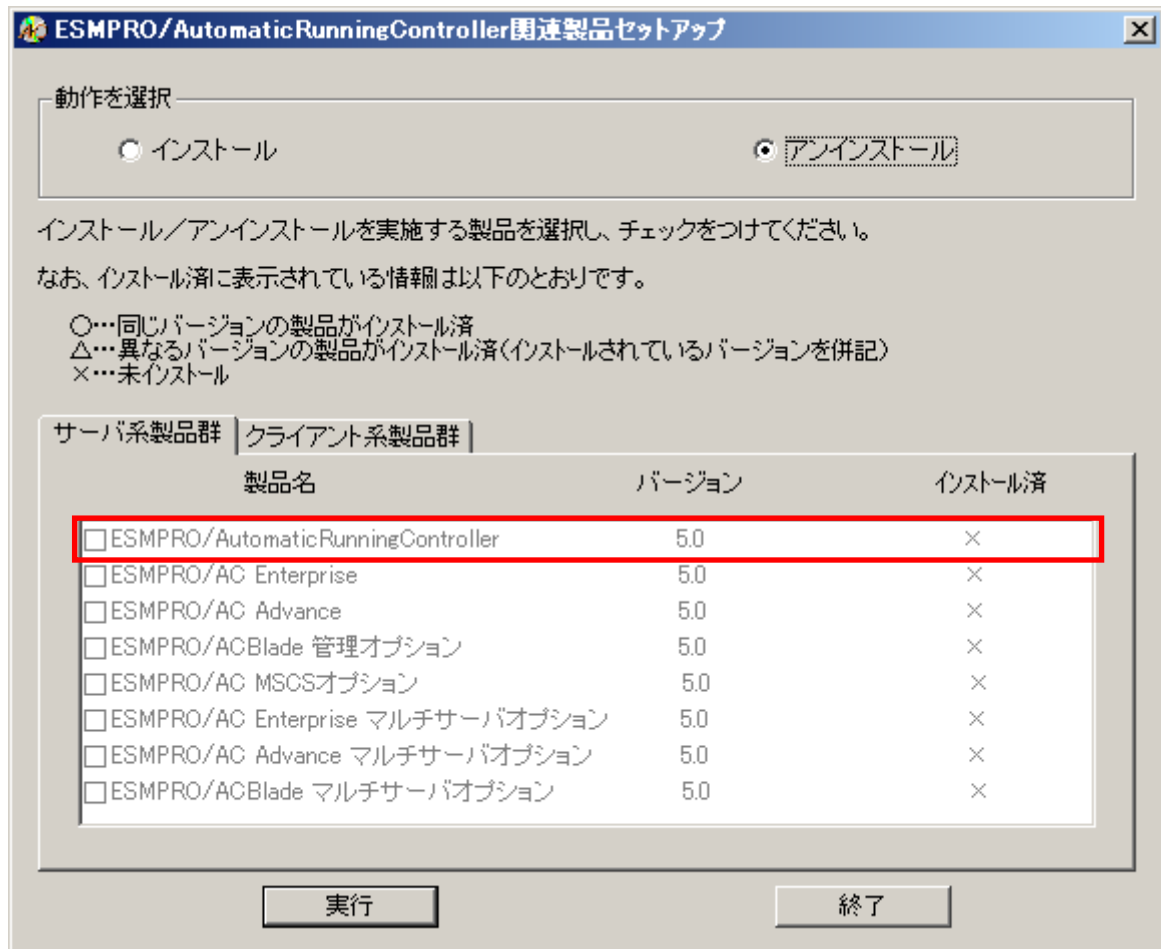 ESMPRO/AutomaticRunningController関連製品セットアップ
動作を選択
インストール アンインストール
インストール／アンインストールを実施する製品を選択し、チェックをつけてください。
なお、インストール済に表示されている情報は以下のとおりです。
○…同じバージョンの製品がインストール済
△…異なるバージョンの製品がインストール済(インストールされているバージョンを併記)
×…未インストール
サーバ系製品群 クライアント系製品群
製品名 バージョン インストール済
ESMPRO/AutomaticRunningController 5.0 ×
ESMPRO/AC Enterprise 5.0 ×
ESMPRO/AC Advance 5.0 ×
ESMPRO/ACBlade 管理オプション 5.0 ×
ESMPRO/AC MSCSオプション 5.0 ×
ESMPRO/AC Enterprise マルチサーバオプション 5.0 ×
ESMPRO/AC Advance マルチサーバオプション 5.0 ×
ESMPRO/ACBlade マルチサーバオプション 5.0 ×
実行 終了